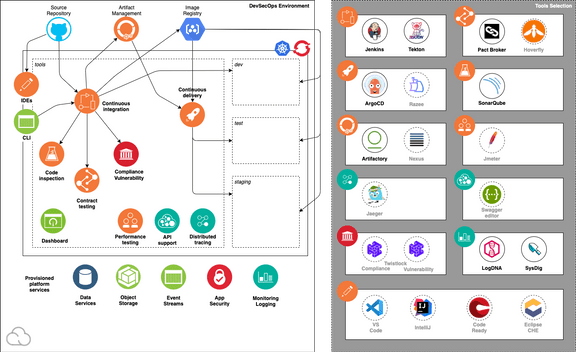 Source
Repository
Artifact
Management
Image
Registry
DevSecOps Environment
tools
dev
IDEs
Continuous
integration
Continuous
delivery
CLI
test
Code
inspection
Compliance
Vulnerability
Contract
testing
staging
Dashboard
Performance
testing
API
support
Distributed
tracing
Provisioned
platform
services
Data
Services
Object
Storage
Event
Streams
App
Security
Monitoring
Logging
Tools Selection
Jenkins
Tekton
Pact Broker
Hoverfly
ArgoCD
Razee
SonarQube
Artifactory
Nexus
Jmeter
Jaeger
Swagger
editor
Twistlock
Compliance
Vulnerability
LogDNA
SysDig
VS
Code
IntelliJ
Code
Ready
Eclipse
CHE